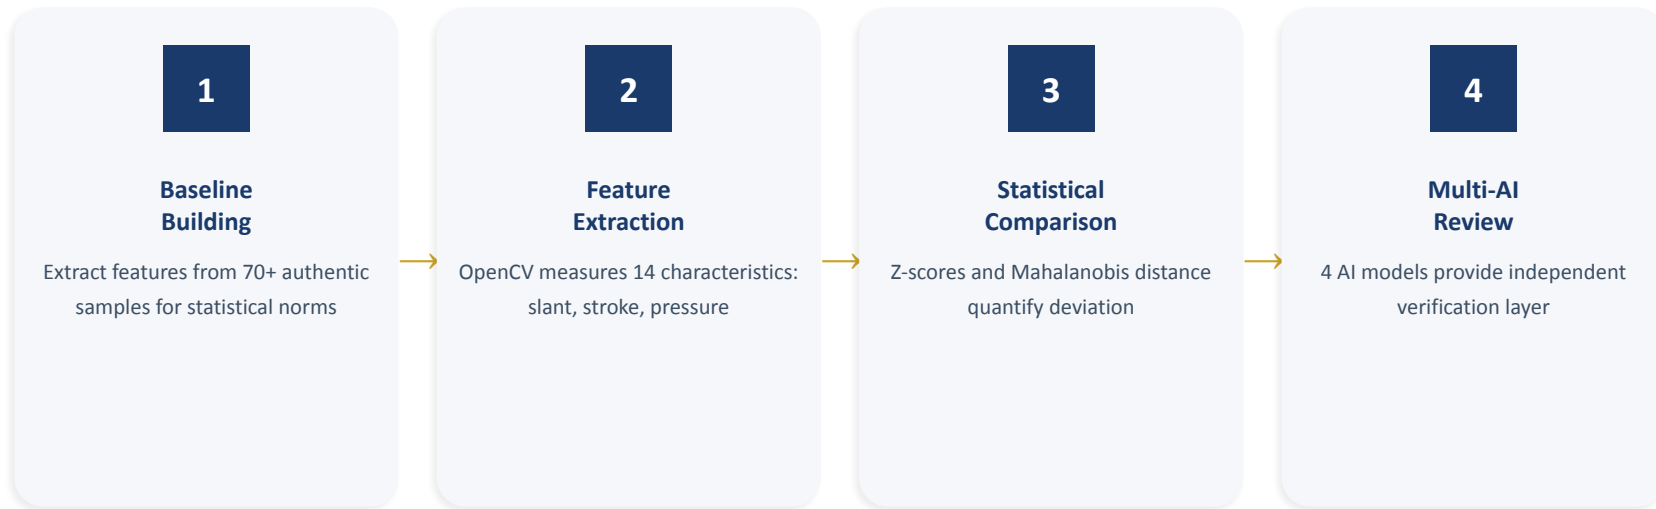 1
Baseline
Building
Extract features from 70+ authentic
samples for statistical norms
2
Feature
Extraction
OpenCV measures 14 characteristics:
slant, stroke, pressure
3
Statistical
Comparison
Z-scores and Mahalanobis distance
quantify deviation
4
Multi-AI
Review
4 AI models provide independent
verification layer